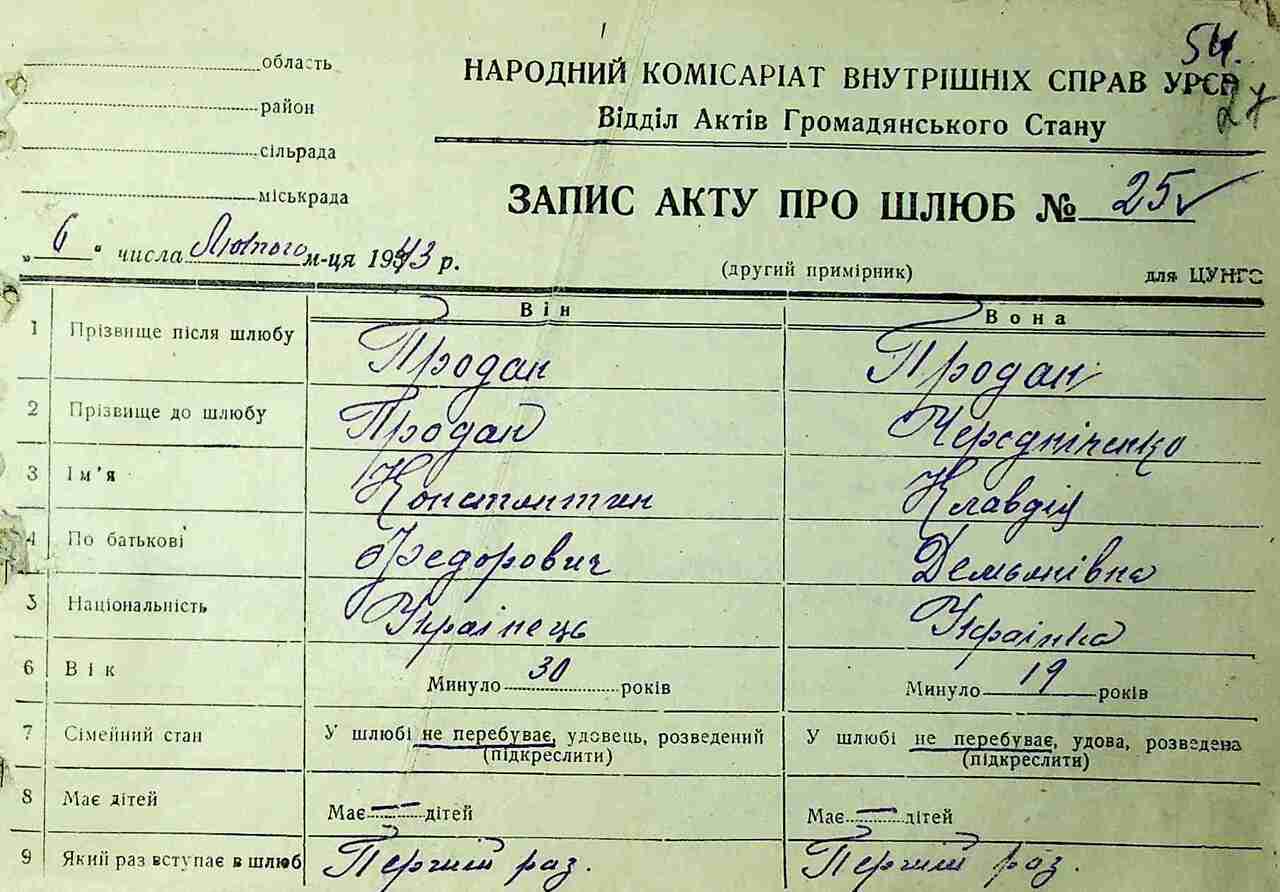 54.
27
область
район
сільрада
міськрада
НАРОДНИЙ КОМІСАРІАТ ВНУТРІШНІХ СПРАВ УРСР
Відділ Актів Громадянського Стану
ЗАПИС АКТУ ПРО ШЛЮБ № 25
„ 6 “ числа Лютого м-ця 1943 р.
(другий примірник) для ЦУНГО
Він Вона
1 Прізвище після шлюбу Продан Продан
2 Прізвище до шлюбу Продан Чередніченко
3 Ім'я Константин Клавдія
4 По батькові Федорович Демьянівна
5 Національність Українець Українка
6 Вік Минуло 30 років Минуло 19 років
7 Сімейний стан У шлюбі не перебуває, удовець, розведений У шлюбі не перебуває, удова, розведена
(підкреслити) (підкреслити)
8 Має дітей Має — дітей Має — дітей
9 Який раз вступає в шлюб Перший раз. Перший раз.